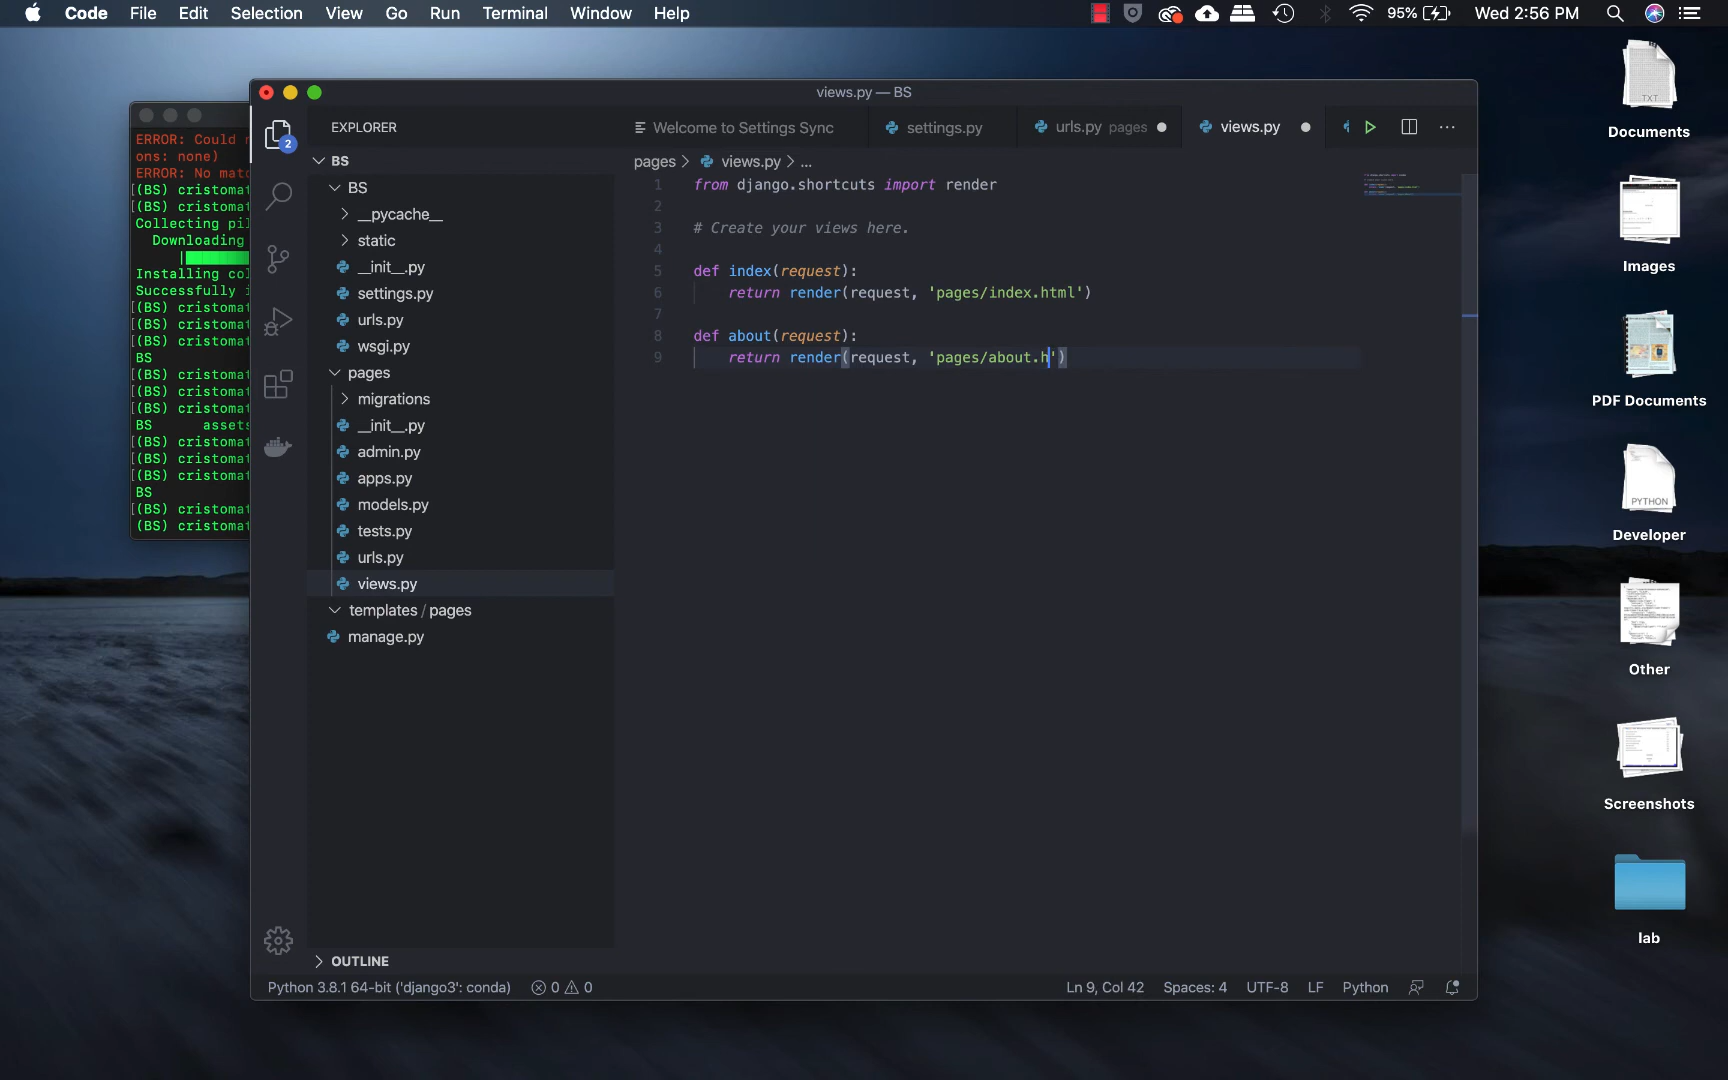 Code File Edit Selection View Go Run Terminal Window Help 95% Wed 2:56 PM
views.py — BS
ERROR: Could
ons: none)
ERROR: No matc
[(BS) cristomat
[(BS) cristomat
Collecting pil
Downloading
Installing col
Successfully i
[(BS) cristomat
[(BS) cristomat
[(BS) cristomat
BS
[(BS) cristomat
[(BS) cristomat
[(BS) cristomat
BS assets
[(BS) cristomat
[(BS) cristomat
[(BS) cristomat
BS
[(BS) cristomat
(BS) cristomat
2
EXPLORER
BS
BS
__pycache__
static
__init__.py
settings.py
urls.py
wsgi.py
pages
migrations
__init__.py
admin.py
apps.py
models.py
tests.py
urls.py
views.py
templates / pages
manage.py
OUTLINE
Welcome to Settings Sync settings.py urls.py pages views.py
pages > views.py > ...
1 from django.shortcuts import render
2
3 # Create your views here.
4
5 def index(request):
6 return render(request, 'pages/index.html')
7
8 def about(request):
9 return render(request, 'pages/about.h')
Python 3.8.1 64-bit ('django3': conda) 0 0 Ln 9, Col 42 Spaces: 4 UTF-8 LF Python
TXT
Documents
Images
PDF Documents
PYTHON
Developer
Other
Screenshots
lab